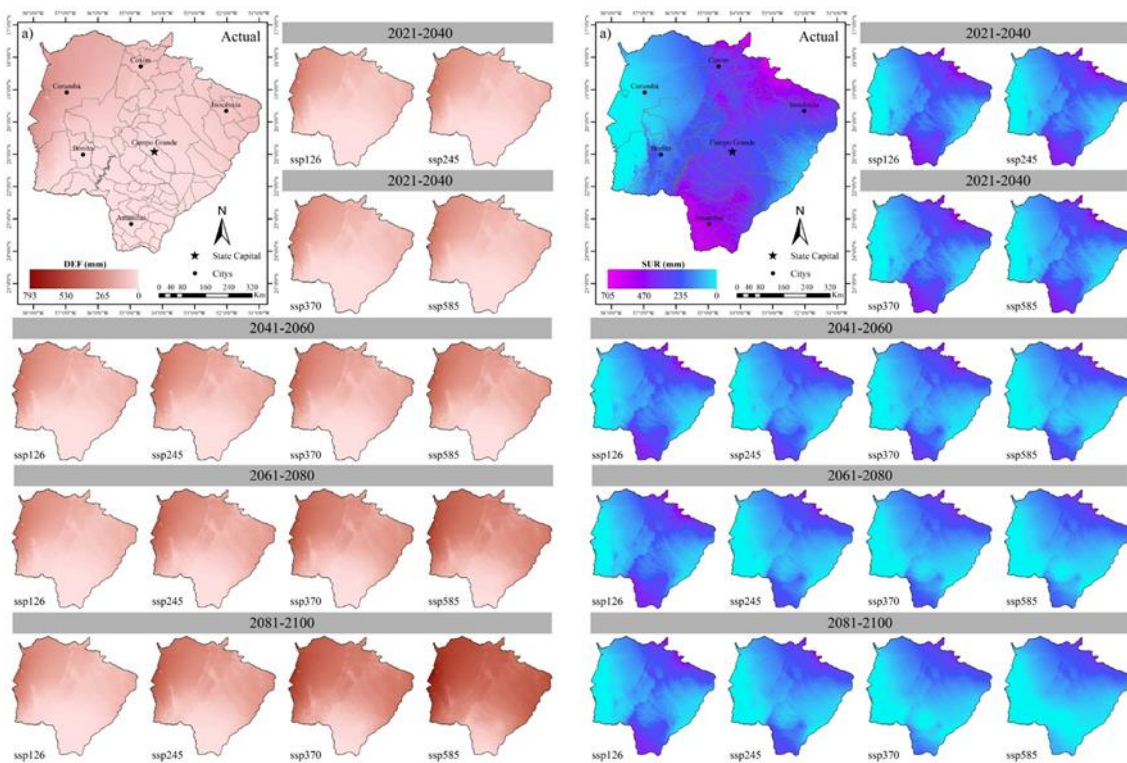 a)
Actual
Coxim
Corumbá
Inocência
Bonito
Campo Grande
Amambai
N
State Capital
Citys
DEF (mm)
793 530 265 0
0 40 80 160 240 320
Km
2021-2040
ssp126 ssp245
2021-2040
ssp370 ssp585
2041-2060
ssp126 ssp245 ssp370 ssp585
2061-2080
ssp126 ssp245 ssp370 ssp585
2081-2100
ssp126 ssp245 ssp370 ssp585
a)
Actual
Coxim
Corumbá
Inocência
Bonito
Campo Grande
Amambai
N
State Capital
Citys
SUR (mm)
705 470 235 0
0 40 80 160 240 320
Km
2021-2040
ssp126 ssp245
2021-2040
ssp370 ssp585
2041-2060
ssp126 ssp245 ssp370 ssp585
2061-2080
ssp126 ssp245 ssp370 ssp585
2081-2100
ssp126 ssp245 ssp370 ssp585